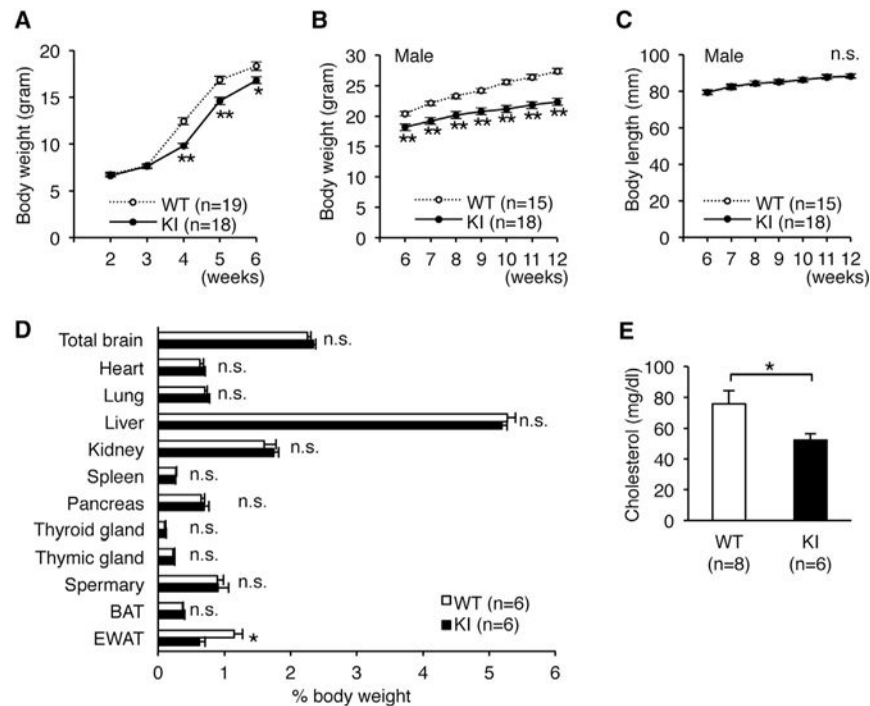 A
Body weight (gram)
20
15
10
5
0
**
**
*
WT (n=19)
KI (n=18)
2 3 4 5 6
(weeks)
B
Male
Body weight (gram)
30
25
20
15
10
5
0
** ** ** ** ** ** **
WT (n=15)
KI (n=18)
6 7 8 9 10 11 12
(weeks)
C
Male
n.s.
Body length (mm)
100
80
60
40
20
0
WT (n=15)
KI (n=18)
6 7 8 9 10 11 12
(weeks)
D
Total brain n.s.
Heart n.s.
Lung n.s.
Liver n.s.
Kidney n.s.
Spleen n.s.
Pancreas n.s.
Thyroid gland n.s.
Thymic gland n.s.
Spermary n.s.
BAT n.s.
EWAT *
WT (n=6)
KI (n=6)
0 1 2 3 4 5 6
% body weight
E
Cholesterol (mg/dl)
100
80
60
40
20
0
*
WT KI
(n=8) (n=6)